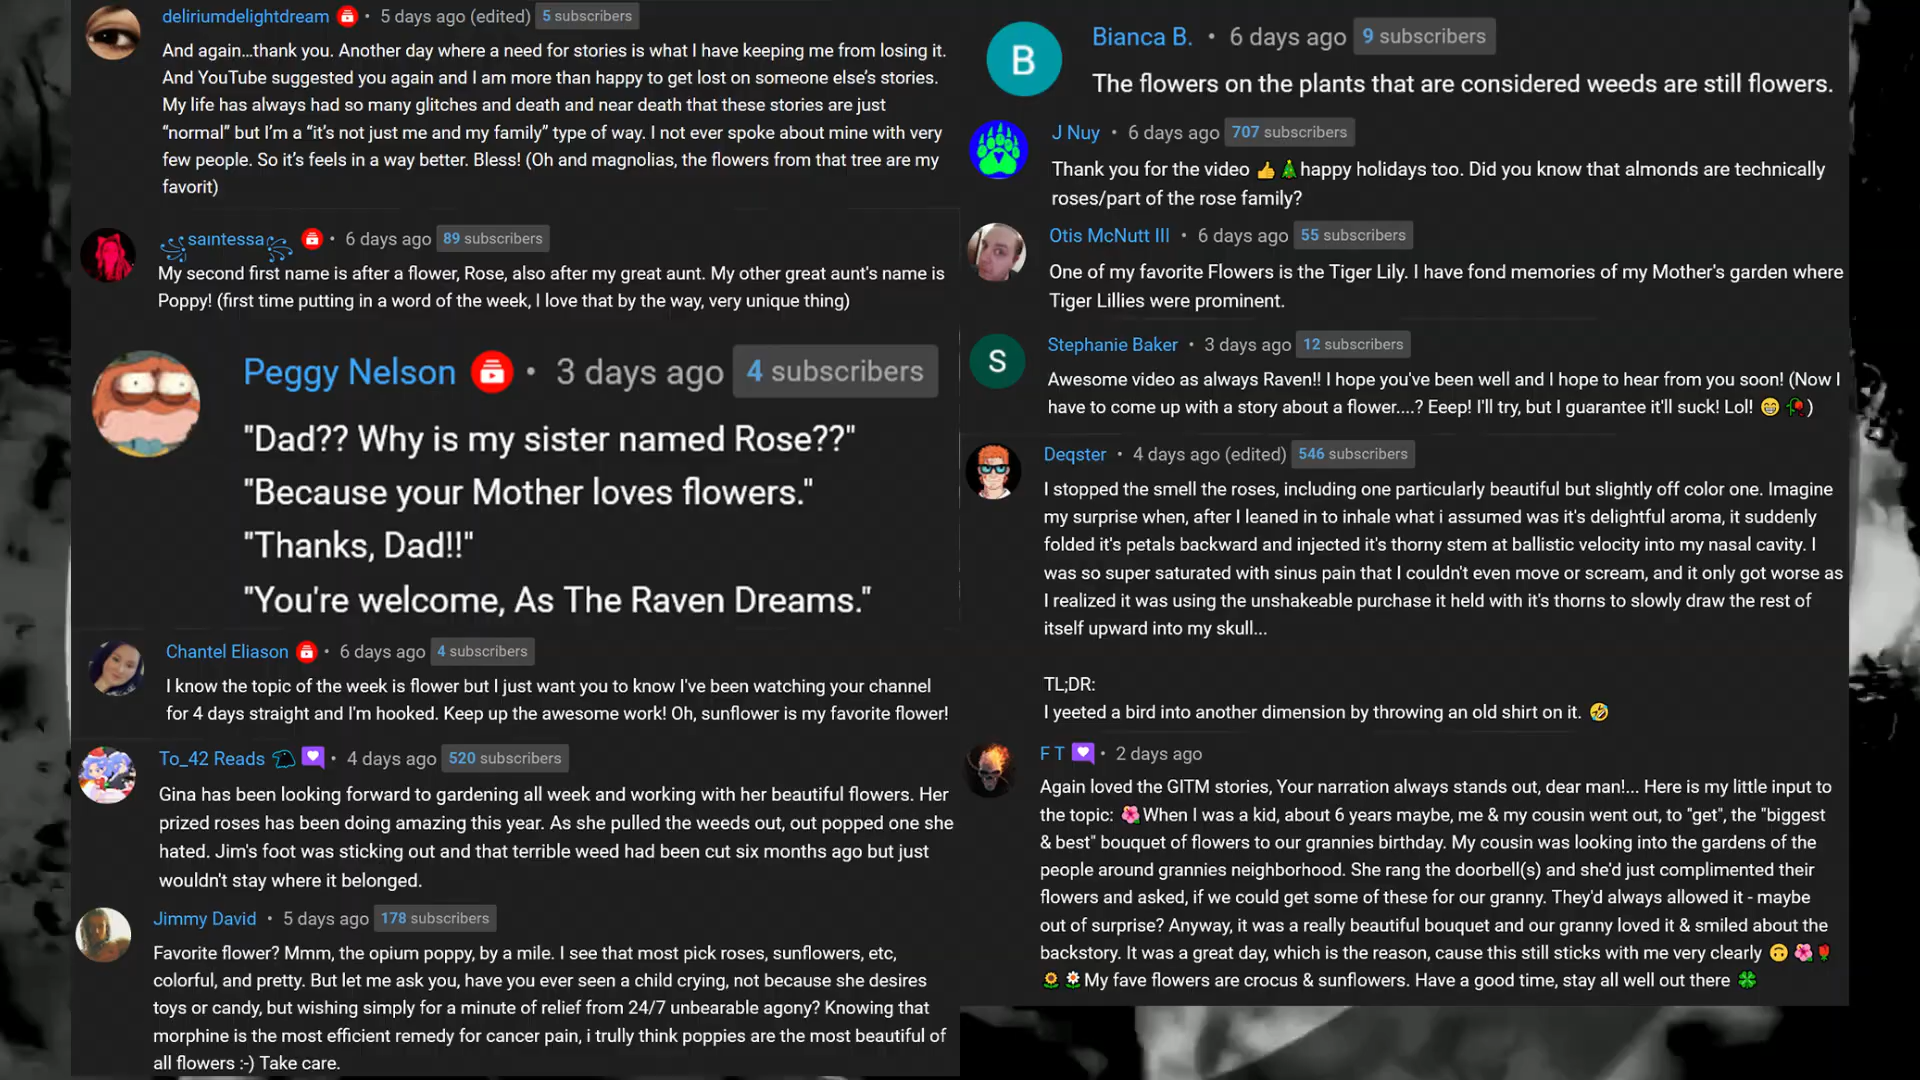 deliriumdelightdream • 5 days ago (edited) 5 subscribers
And again...thank you. Another day where a need for stories is what I have keeping me from losing it.
And YouTube suggested you again and I am more than happy to get lost on someone else's stories.
My life has always had so many glitches and death and near death that these stories are just
“normal” but I'm a “it's not just me and my family” type of way. I not ever spoke about mine with very
few people. So it's feels in a way better. Bless! (Oh and magnolias, the flowers from that tree are my
favorit)
꧁saintessa꧂ • 6 days ago 89 subscribers
My second first name is after a flower, Rose, also after my great aunt. My other great aunt's name is
Poppy! (first time putting in a word of the week, I love that by the way, very unique thing)
Peggy Nelson • 3 days ago 4 subscribers
"Dad?? Why is my sister named Rose??"
"Because your Mother loves flowers."
"Thanks, Dad!!"
"You're welcome, As The Raven Dreams."
Chantel Eliason • 6 days ago 4 subscribers
I know the topic of the week is flower but I just want you to know I've been watching your channel
for 4 days straight and I'm hooked. Keep up the awesome work! Oh, sunflower is my favorite flower!
To_42 Reads • 4 days ago 520 subscribers
Gina has been looking forward to gardening all week and working with her beautiful flowers. Her
prized roses has been doing amazing this year. As she pulled the weeds out, out popped one she
hated. Jim's foot was sticking out and that terrible weed had been cut six months ago but just
wouldn't stay where it belonged.
Jimmy David • 5 days ago 178 subscribers
Favorite flower? Mmm, the opium poppy, by a mile. I see that most pick roses, sunflowers, etc,
colorful, and pretty. But let me ask you, have you ever seen a child crying, not because she desires
toys or candy, but wishing simply for a minute of relief from 24/7 unbearable agony? Knowing that
morphine is the most efficient remedy for cancer pain, i trully think poppies are the most beautiful of
all flowers :-) Take care.
B
Bianca B. • 6 days ago 9 subscribers
The flowers on the plants that are considered weeds are still flowers.
J Nuy • 6 days ago 707 subscribers
Thank you for the video 👍🎄happy holidays too. Did you know that almonds are technically
roses/part of the rose family?
Otis McNutt III • 6 days ago 55 subscribers
One of my favorite Flowers is the Tiger Lily. I have fond memories of my Mother's garden where
Tiger Lillies were prominent.
S
Stephanie Baker • 3 days ago 12 subscribers
Awesome video as always Raven!! I hope you've been well and I hope to hear from you soon! (Now I
have to come up with a story about a flower....? Eeep! I'll try, but I guarantee it'll suck! Lol! 😁 🥀)
Deqster • 4 days ago (edited) 546 subscribers
I stopped the smell the roses, including one particularly beautiful but slightly off color one. Imagine
my surprise when, after I leaned in to inhale what i assumed was it's delightful aroma, it suddenly
folded it's petals backward and injected it's thorny stem at ballistic velocity into my nasal cavity. I
was so super saturated with sinus pain that I couldn't even move or scream, and it only got worse as
I realized it was using the unshakeable purchase it held with it's thorns to slowly draw the rest of
itself upward into my skull...
TL;DR:
I yeeted a bird into another dimension by throwing an old shirt on it. 🤣
F T • 2 days ago
Again loved the GITM stories, Your narration always stands out, dear man!... Here is my little input to
the topic: 🌺When I was a kid, about 6 years maybe, me & my cousin went out, to "get", the "biggest
& best" bouquet of flowers to our grannies birthday. My cousin was looking into the gardens of the
people around grannies neighborhood. She rang the doorbell(s) and she'd just complimented their
flowers and asked, if we could get some of these for our granny. They'd always allowed it - maybe
out of surprise? Anyway, it was a really beautiful bouquet and our granny loved it & smiled about the
backstory. It was a great day, which is the reason, cause this still sticks with me very clearly 🙃 🌺🌹
🌻🌼My fave flowers are crocus & sunflowers. Have a good time, stay all well out there 🍀